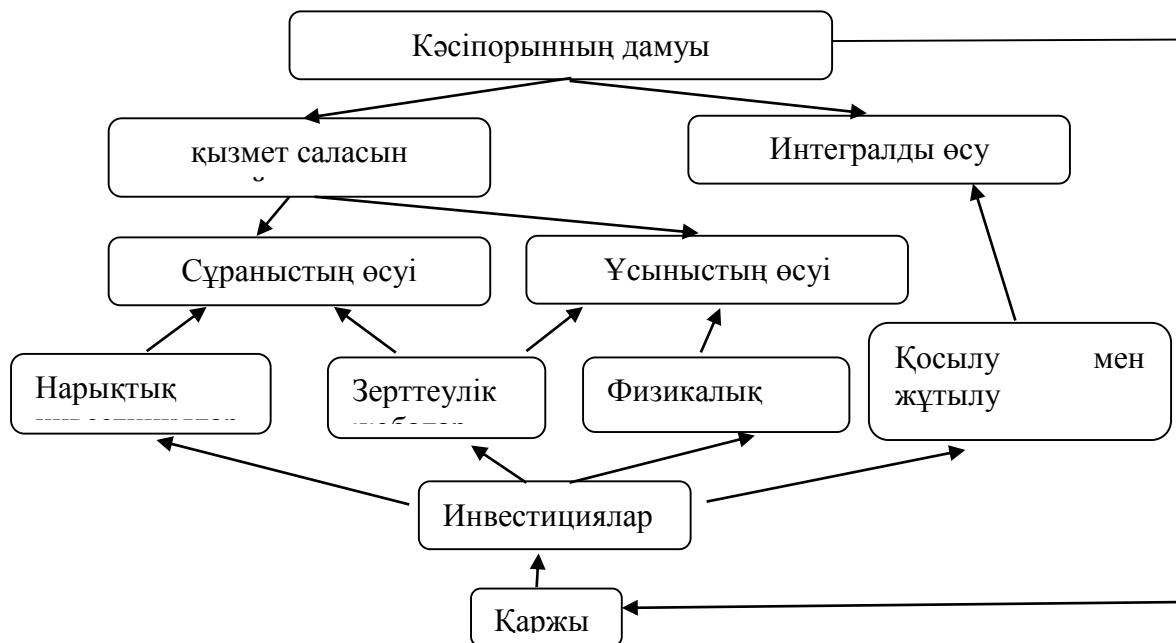 Кәсіпорынның дамуы
қызмет саласын
Интегралды өсу
Сұраныстың өсуі
Ұсыныстың өсуі
Нарықтық
Зерттеулік
Физикалық
Қосылу мен
жұтылу
Инвестициялар
Қаржы